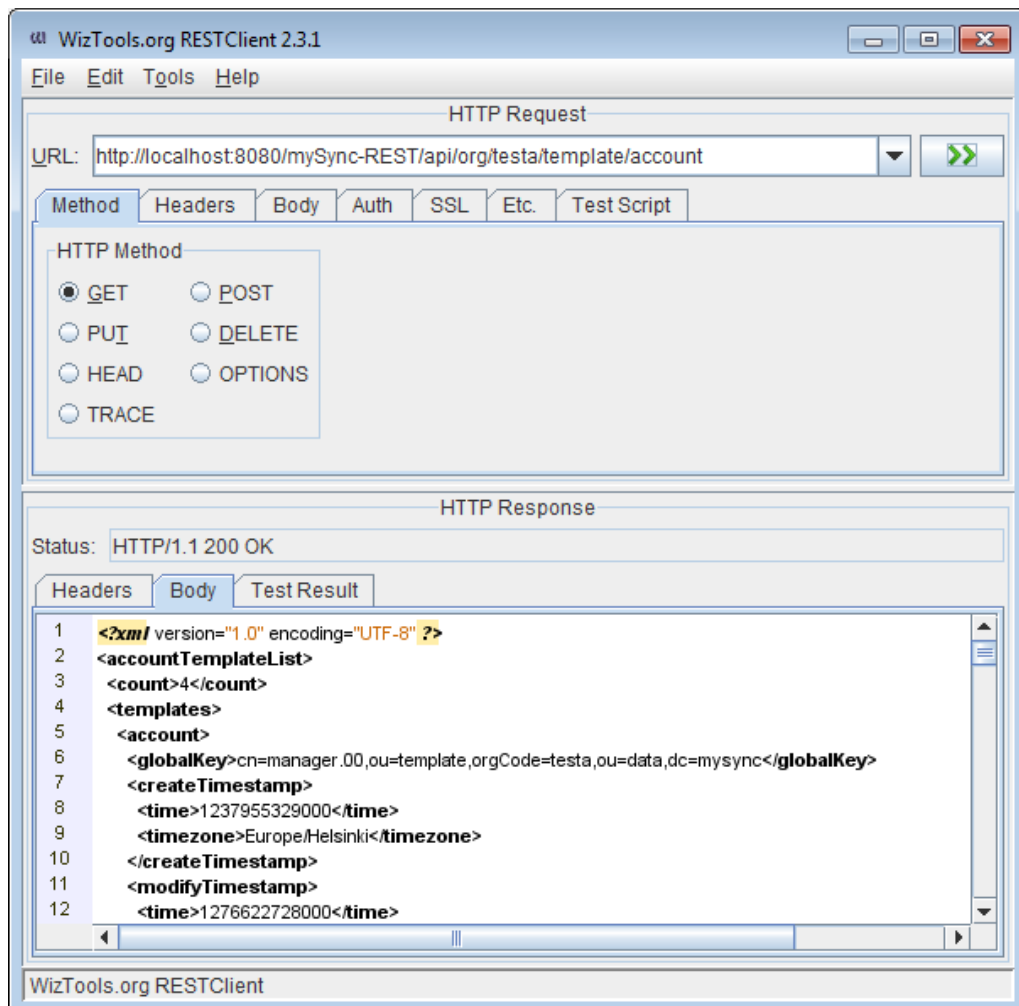 WizTools.org RESTClient 2.3.1
File Edit Tools Help
HTTP Request
URL: http://localhost:8080/mySync-REST/api/org/testa/template/account
Method Headers Body Auth SSL Etc. Test Script
HTTP Method
GET POST
PUT DELETE
HEAD OPTIONS
TRACE
HTTP Response
Status: HTTP/1.1 200 OK
Headers Body Test Result
1 <?xml version="1.0" encoding="UTF-8" ?>
2 <accountTemplateList>
3 <count>4</count>
4 <templates>
5 <account>
6 <globalKey>cn=manager.00,ou=template,orgCode=testa,ou=data,dc=mysync</globalKey>
7 <createTimestamp>
8 <time>1237955329000</time>
9 <timezone>Europe/Helsinki</timezone>
10 </createTimestamp>
11 <modifyTimestamp>
12 <time>1276622728000</time>
WizTools.org RESTClient